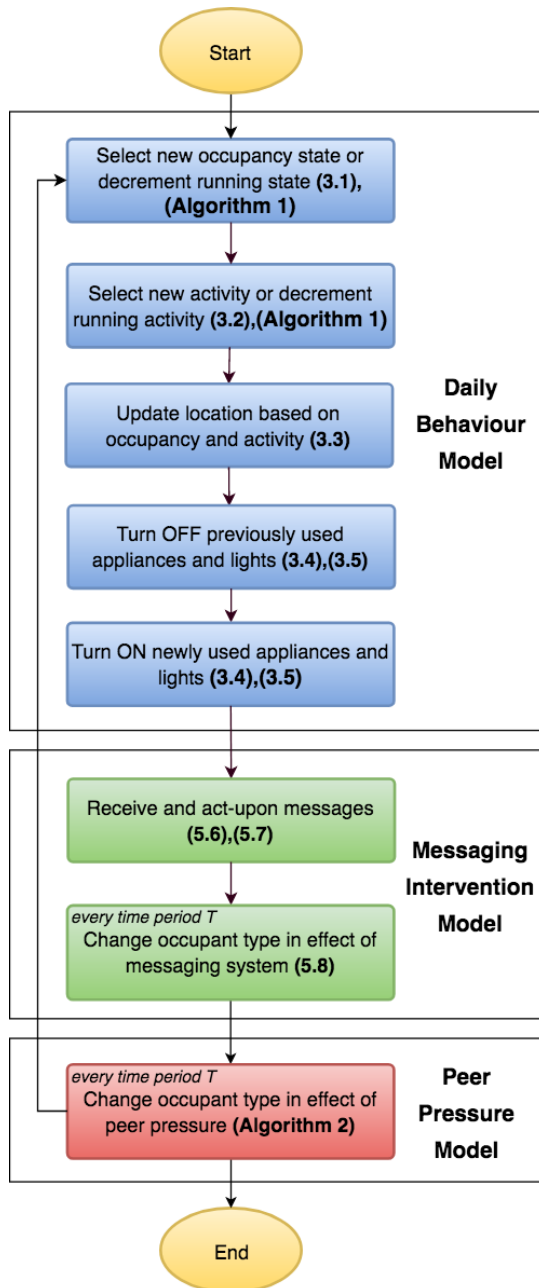 Start
Select new occupancy state or
decrement running state (3.1),
(Algorithm 1)
Select new activity or decrement
running activity (3.2),(Algorithm 1)
Update location based on
occupancy and activity (3.3)
Daily
Behaviour
Model
Turn OFF previously used
appliances and lights (3.4),(3.5)
Turn ON newly used appliances and
lights (3.4),(3.5)
Receive and act-upon messages
(5.6),(5.7)
Messaging
Intervention
Model
every time period T
Change occupant type in effect of
messaging system (5.8)
every time period T
Change occupant type in effect of
peer pressure (Algorithm 2)
Peer
Pressure
Model
End